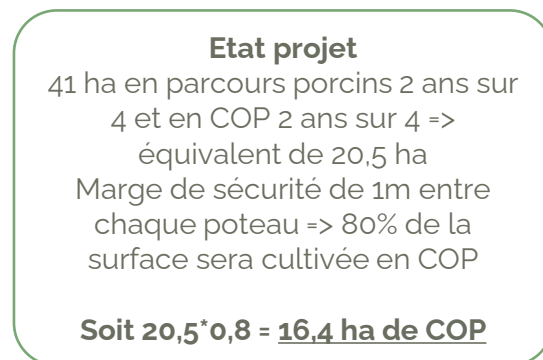 Etat projet
41 ha en parcours porcins 2 ans sur
4 et en COP 2 ans sur 4 =>
équivalent de 20,5 ha
Marge de sécurité de 1m entre
chaque poteau => 80% de la
surface sera cultivée en COP
Soit 20,5*0,8 = 16,4 ha de COP